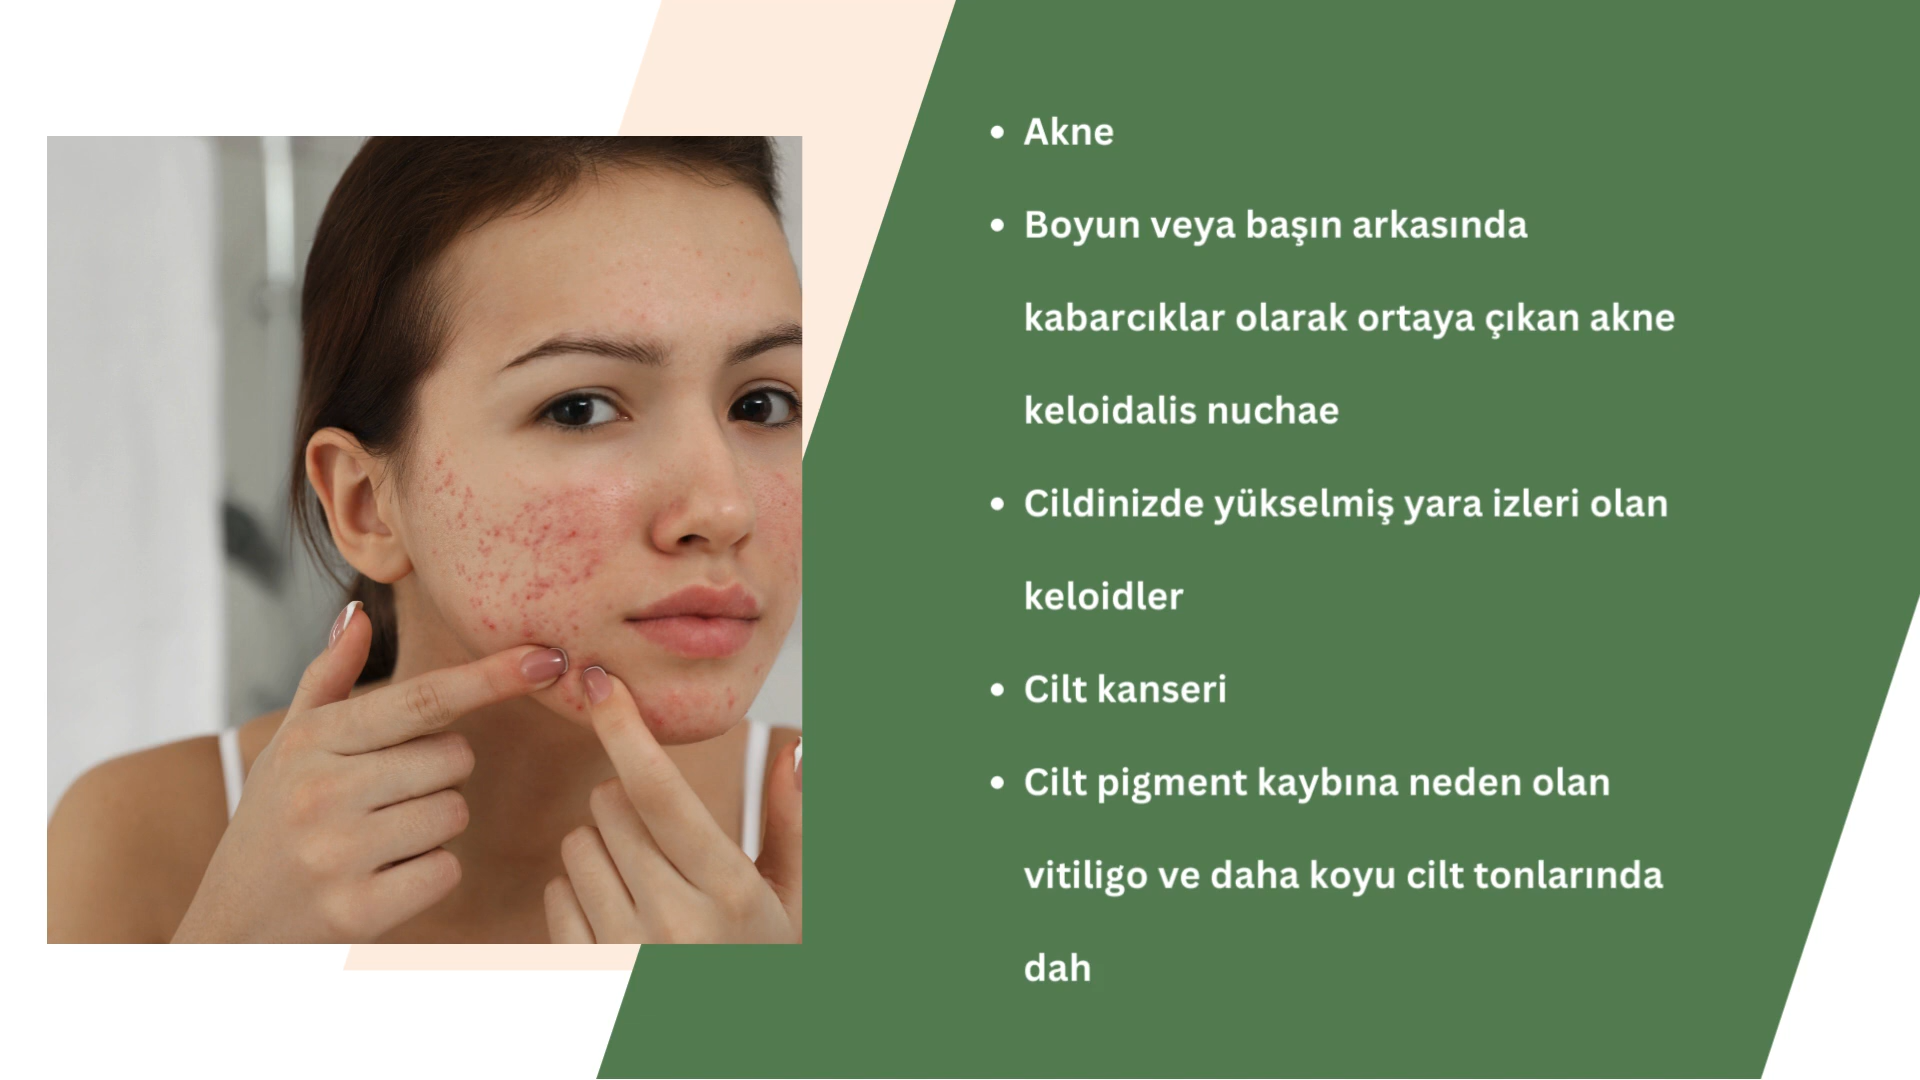 Akne
Boyun veya başın arkasında
kabarcıklar olarak ortaya çıkan akne
keloidalis nuchae
Cildinizde yükselmiş yara izleri olan
keloidler
Cilt kanseri
Cilt pigment kaybına neden olan
vitiligo ve daha koyu cilt tonlarında
dah